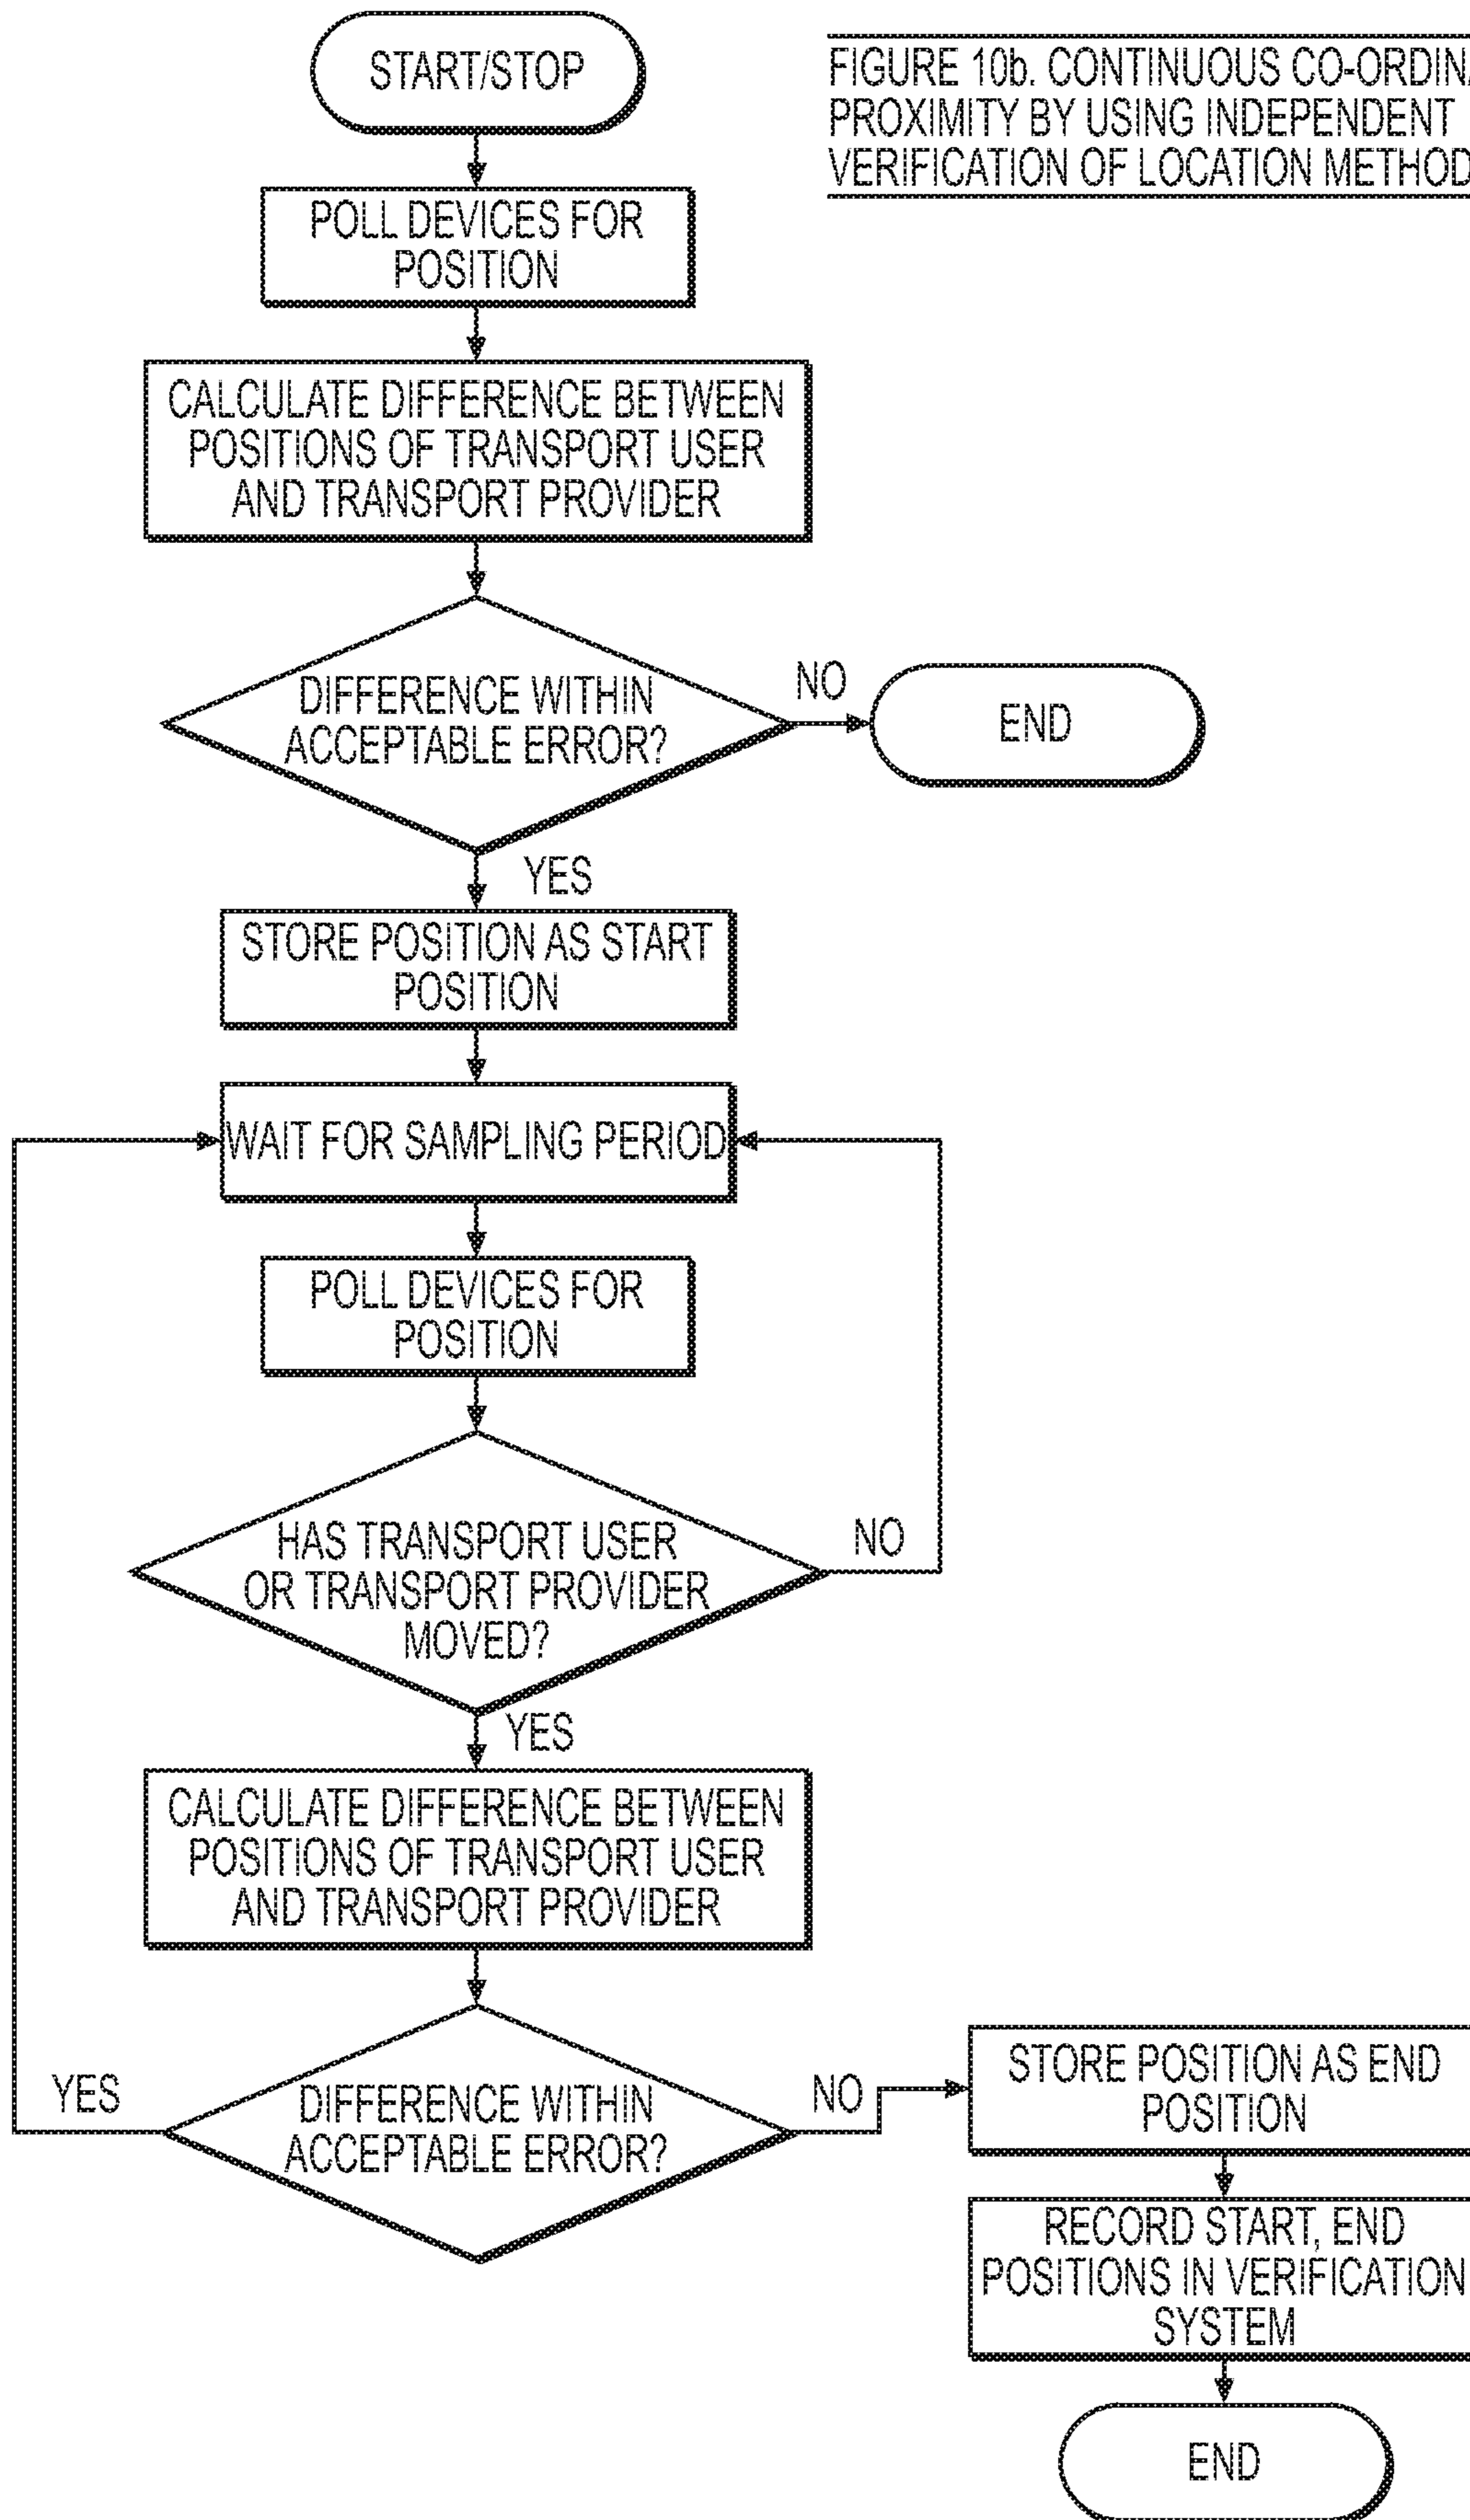 START/STOP
FIGURE 10b. CONTINUOUS
PROXIMITY BY USING INDEPENDENT
VERIFICATION OF LOCATION METHOD
POLL DEVICES FOR
POSITION
CALCULATE DIFFERENCE BETWEEN
POSITIONS OF TRANSPORT USER
AND TRANSPORT PROVIDER
DIFFERENCE WITHIN
ACCEPTABLE ERROR?
NO
END
YES
STORE POSITION AS START
POSITION
WAIT FOR SAMPLING PERIOD
POLL DEVICES FOR
POSITION
HAS TRANSPORT USER
OR TRANSPORT PROVIDER
MOVED?
NO
YES
CALCULATE DIFFERENCE BETWEEN
POSITIONS OF TRANSPORT USER
AND TRANSPORT PROVIDER
DIFFERENCE WITHIN
ACCEPTABLE ERROR?
YES
NO
STORE POSITION AS END
POSITION
RECORD START, END
POSITIONS IN VERIFICATION
SYSTEM
END